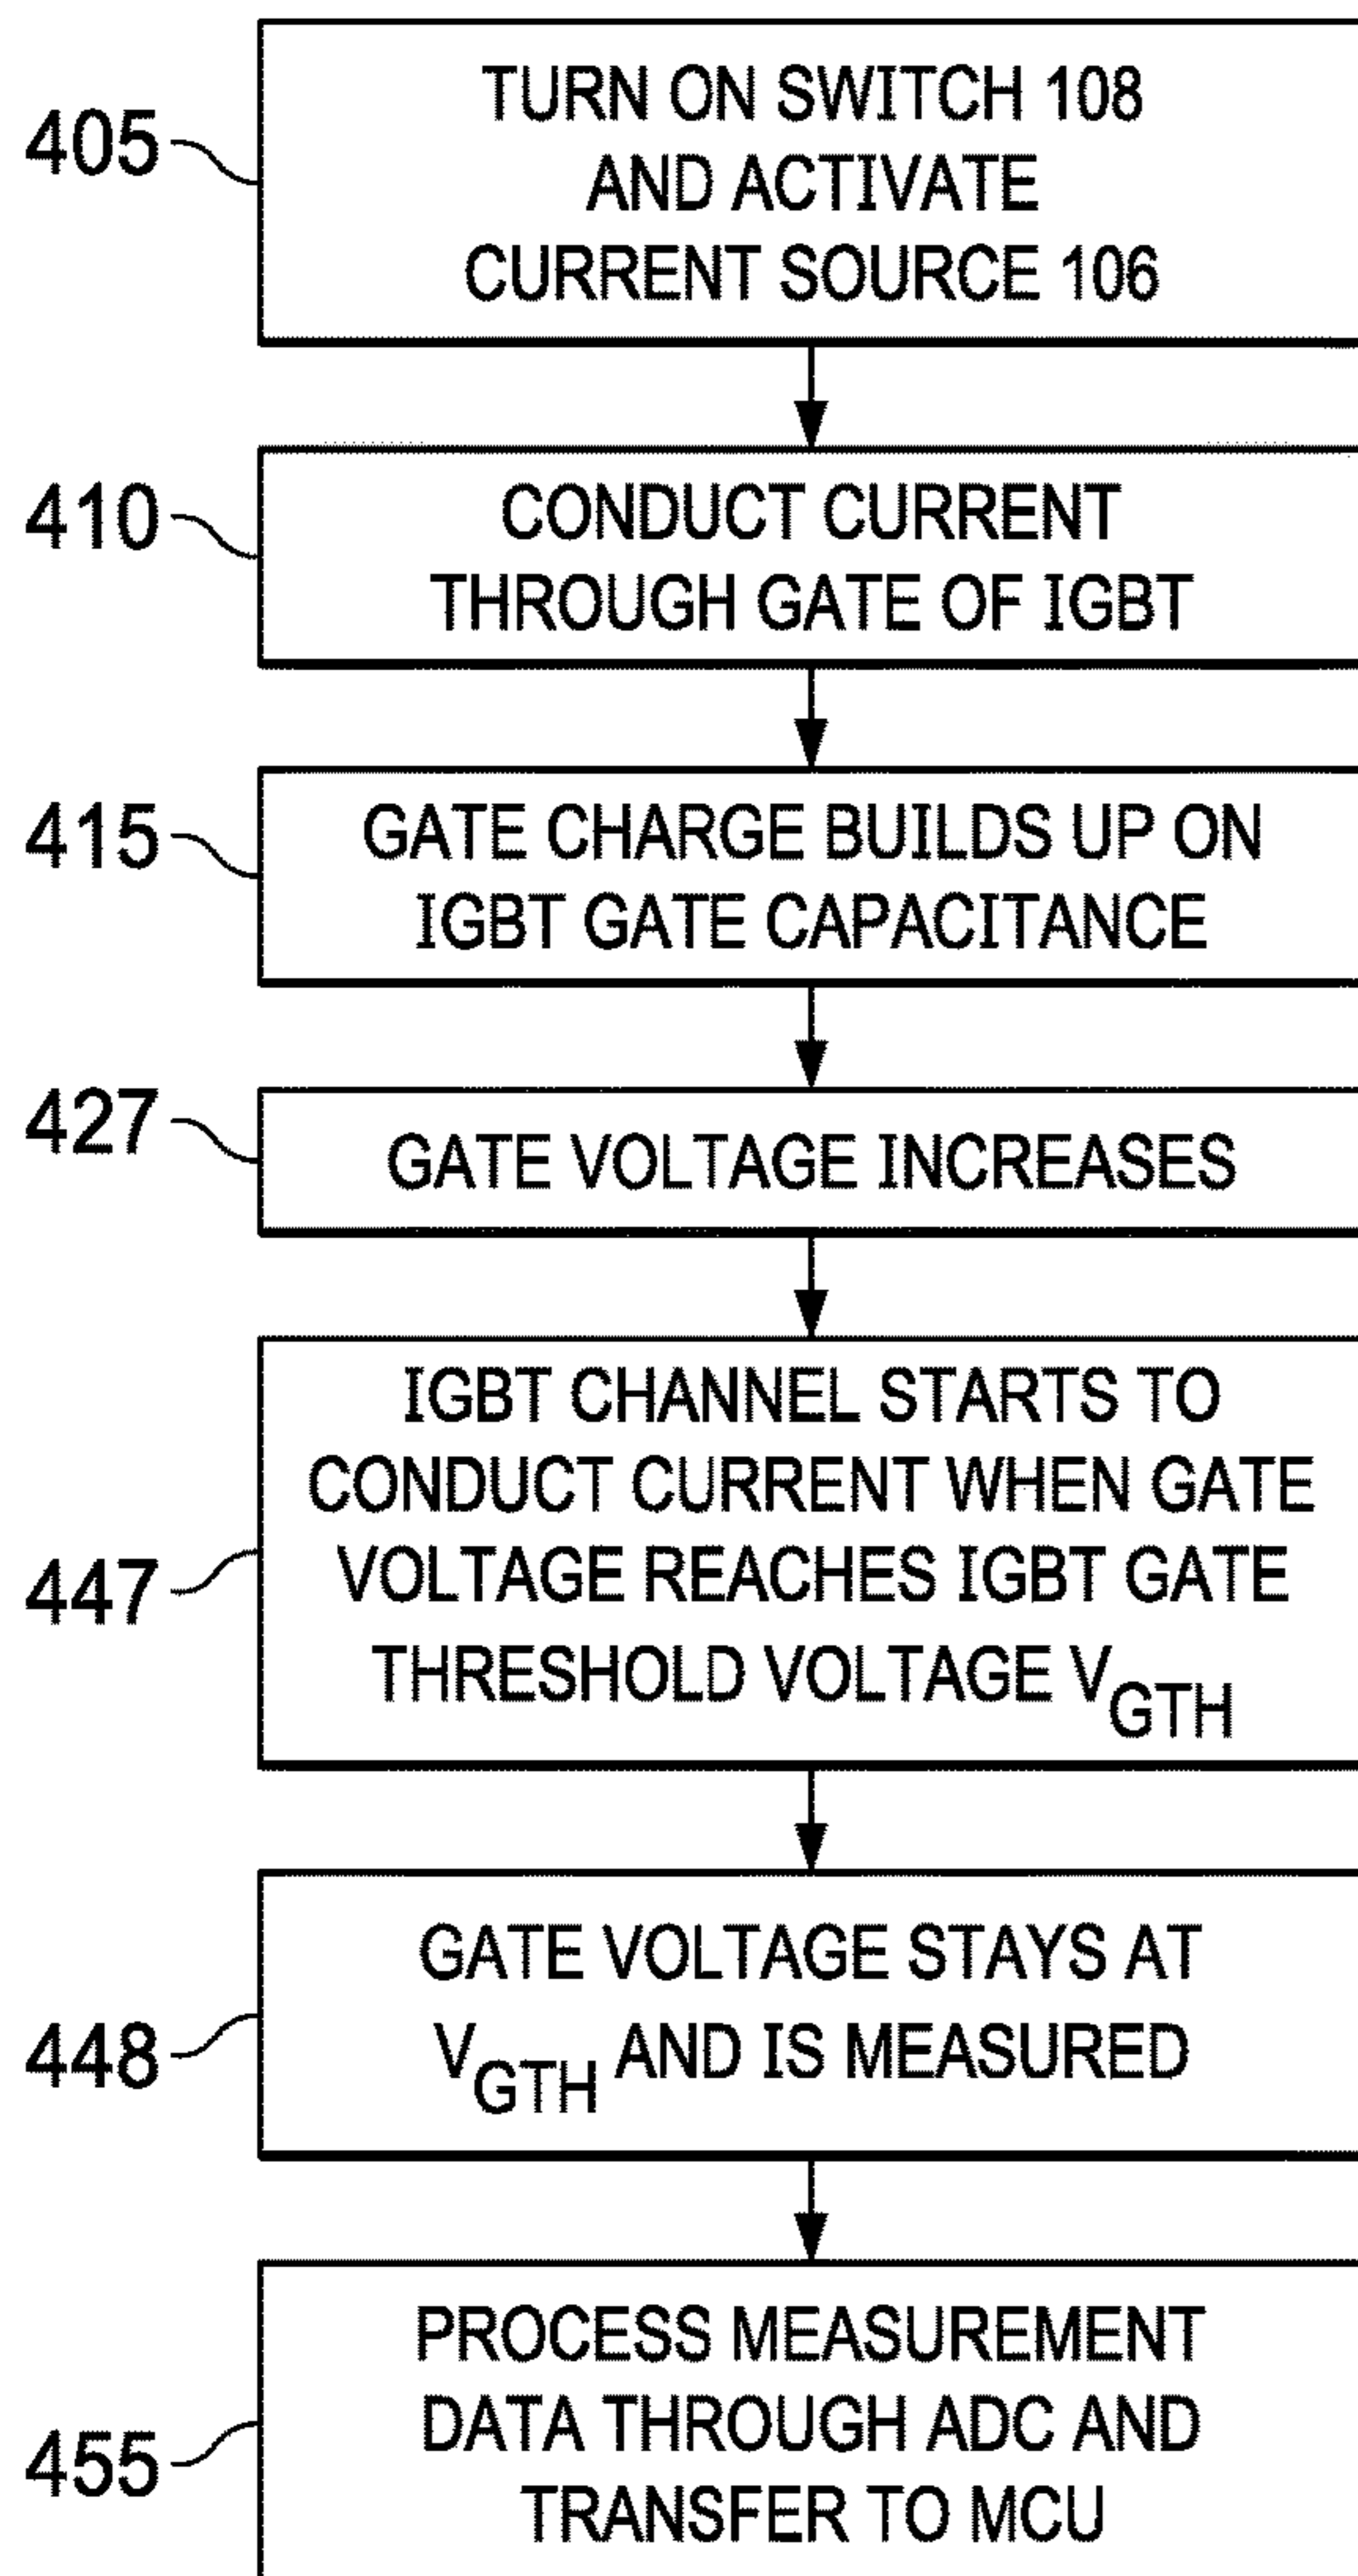 405
TURN ON SWITCH 108
AND ACTIVATE
CURRENT SOURCE 106
410
CONDUCT CURRENT
THROUGH GATE OF IGBT
415
GATE CHARGE BUILDS UP ON
IGBT GATE CAPACITANCE
427
GATE VOLTAGE INCREASES
447
IGBT CHANNEL STARTS TO
CONDUCT CURRENT WHEN GATE
VOLTAGE REACHES IGBT GATE
THRESHOLD VOLTAGE VGTH
448
GATE VOLTAGE STAYS AT
VGTH AND IS MEASURED
455
PROCESS MEASUREMENT
DATA THROUGH ADC AND
TRANSFER TO MCU